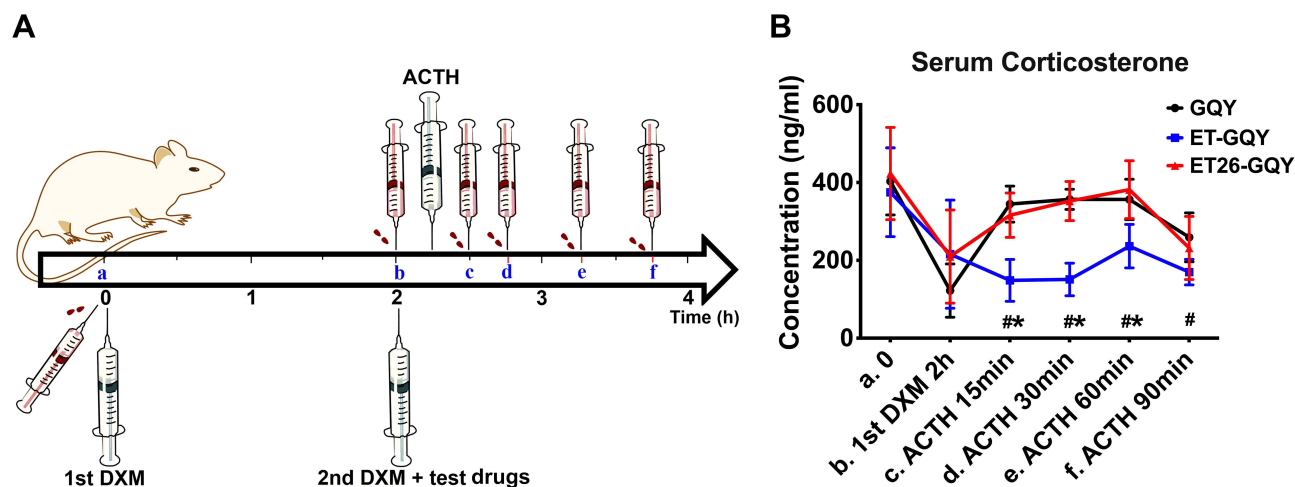 A
ACTH
a
b
c
d
e
f
0
1
2
3
4
Time (h)
1st DXM
2nd DXM + test drugs
B
Serum Corticosterone
Concentration (ng/ml)
600
400
200
0
GQY
ET-GQY
ET26-GQY
#*
#*
#*
#
a. 0
b. 1st DXM 2h
c. ACTH 15min
d. ACTH 30min
e. ACTH 60min
f. ACTH 90min